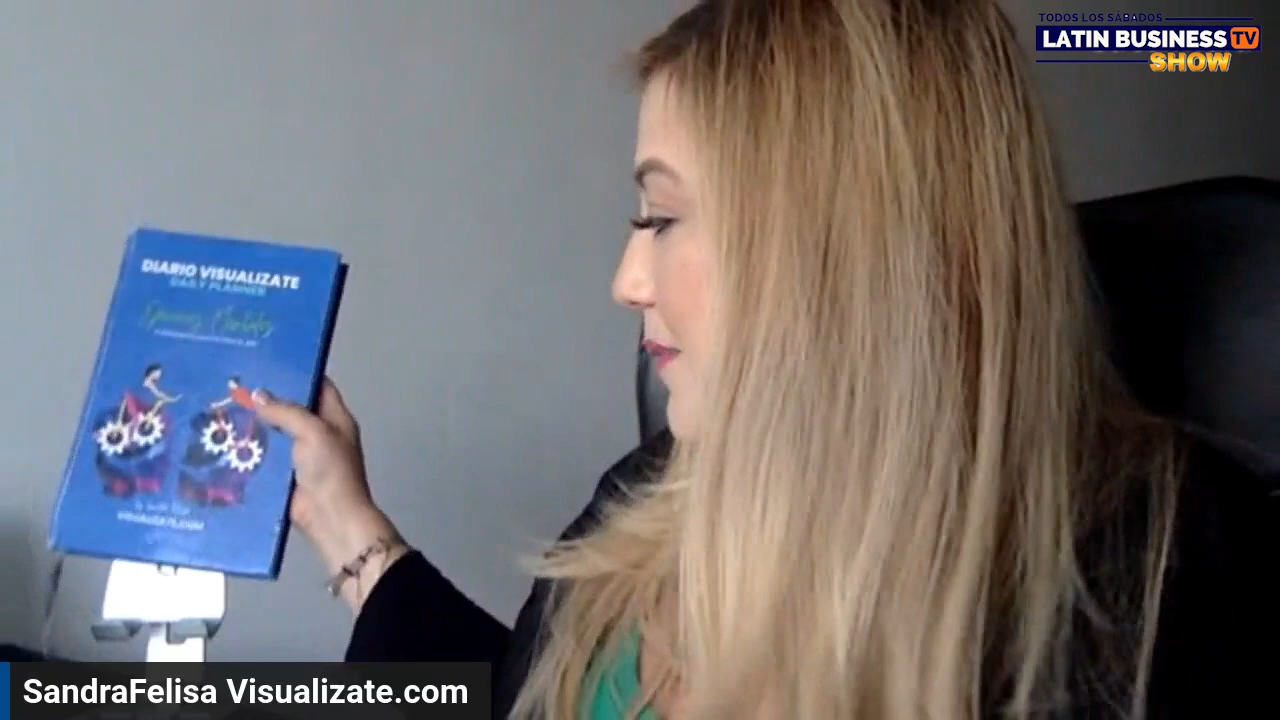 TODOS LOS SÁBADOS
LATIN BUSINESS TV
SHOW
DIARIO VISUALIZATE
DAILY PLANNER
VISUALIZATE.COM
SandraFelisa Visualizate.com